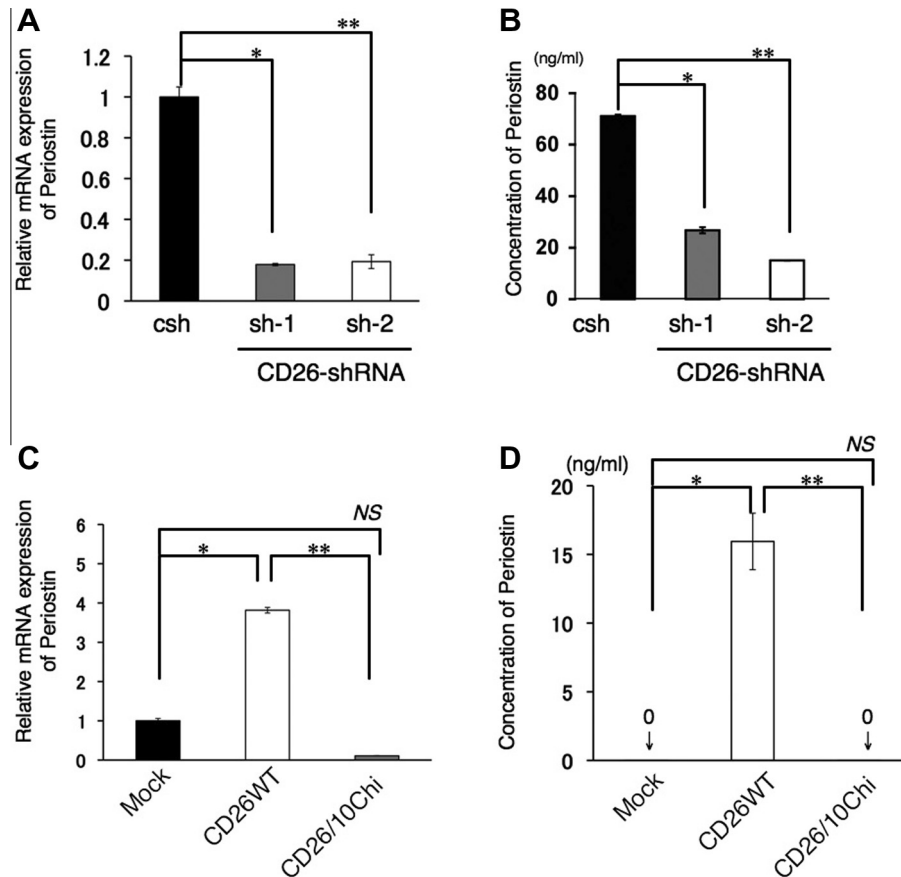 A
**
*
1.2
1
0.8
0.6
0.4
0.2
0
Relative mRNA expression
of Periostin
csh sh-1 sh-2
CD26-shRNA
B
(ng/ml)
**
*
80
60
40
20
0
Concentration of Periostin
csh sh-1 sh-2
CD26-shRNA
C
NS
* **
6
5
4
3
2
1
0
Relative mRNA expression
of Periostin
Mock CD26WT CD26/10Chi
D
(ng/ml)
NS
* **
20
15
10
5
0
Concentration of Periostin
0 0
Mock CD26WT CD26/10Chi